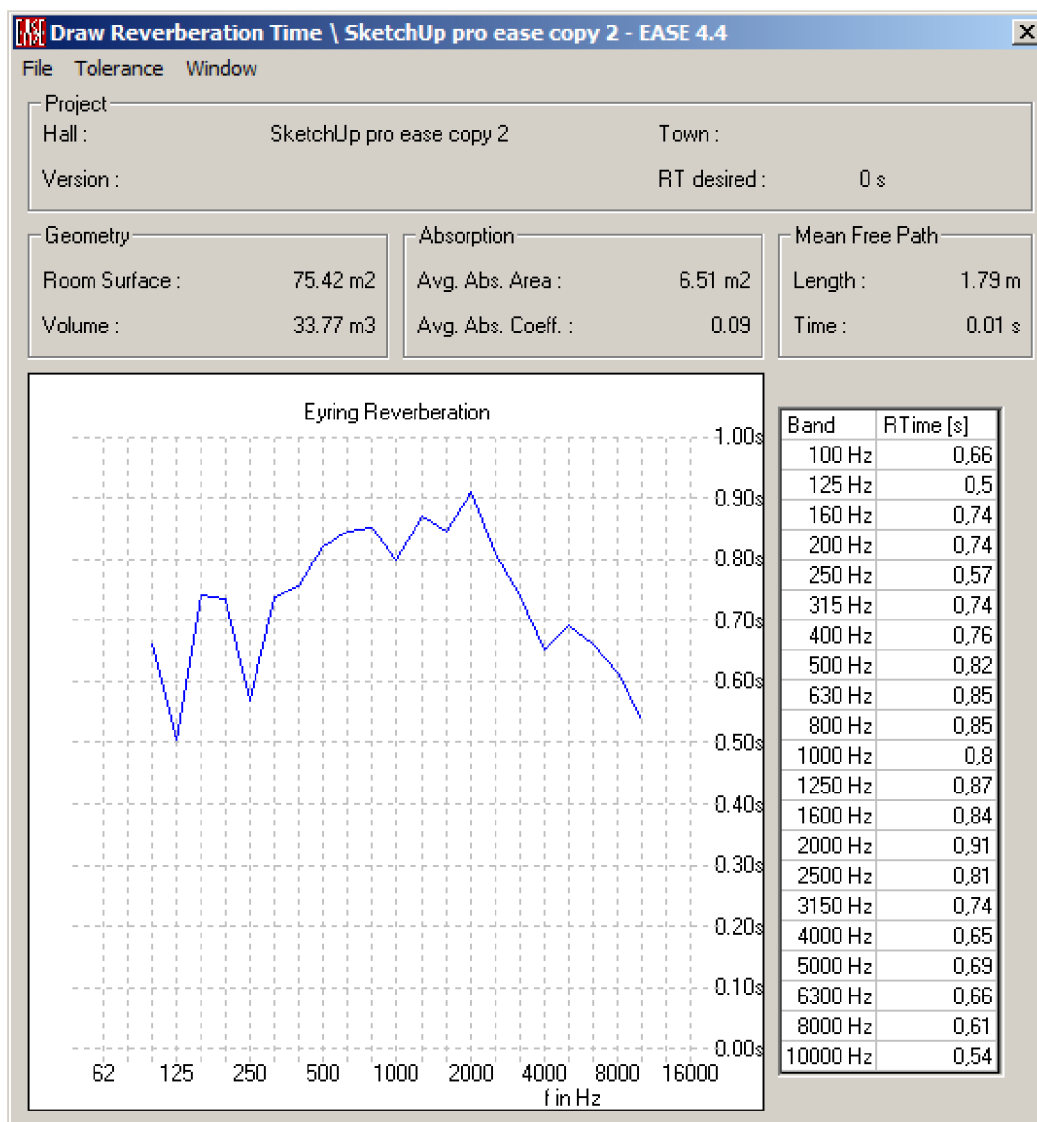 EASE Draw Reverberation Time \ SketchUp pro ease copy 2 - EASE 4.4
File Tolerance Window
Project
Hall : SketchUp pro ease copy 2 Town :
Version : RT desired : 0 s
Geometry Absorption Mean Free Path
Room Surface : 75.42 m2 Avg. Abs. Area : 6.51 m2 Length : 1.79 m
Volume : 33.77 m3 Avg. Abs. Coeff. : 0.09 Time : 0.01 s
Eyring Reverberation
1.00s
0.90s
0.80s
0.70s
0.60s
0.50s
0.40s
0.30s
0.20s
0.10s
0.00s
62 125 250 500 1000 2000 4000 8000 16000
f in Hz
Band RTime [s]
100 Hz 0,66
125 Hz 0,5
160 Hz 0,74
200 Hz 0,74
250 Hz 0,57
315 Hz 0,74
400 Hz 0,76
500 Hz 0,82
630 Hz 0,85
800 Hz 0,85
1000 Hz 0,8
1250 Hz 0,87
1600 Hz 0,84
2000 Hz 0,91
2500 Hz 0,81
3150 Hz 0,74
4000 Hz 0,65
5000 Hz 0,69
6300 Hz 0,66
8000 Hz 0,61
10000 Hz 0,54